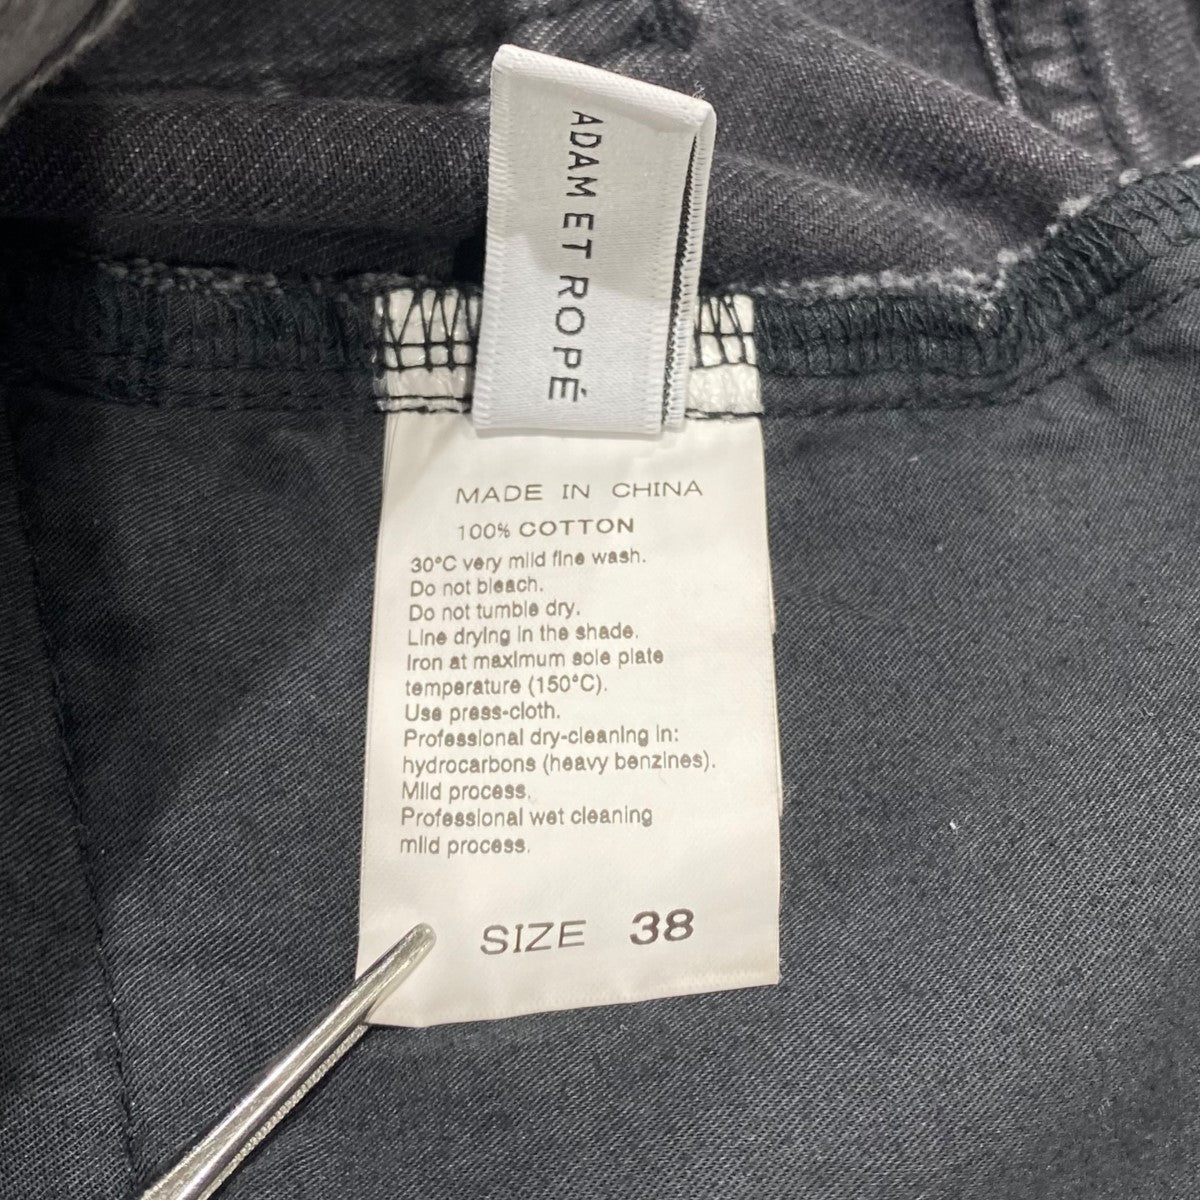 ADAM ET ROPÉ
MADE IN CHINA
100% COTTON
30°C very mild fine wash.
Do not bleach.
Do not tumble dry.
Line drying in the shade.
Iron at maximum sole plate
temperature (150°C).
Use press-cloth.
Professional dry-cleaning in:
hydrocarbons (heavy benzines).
Mild process.
Professional wet cleaning
mild process.
SIZE 38